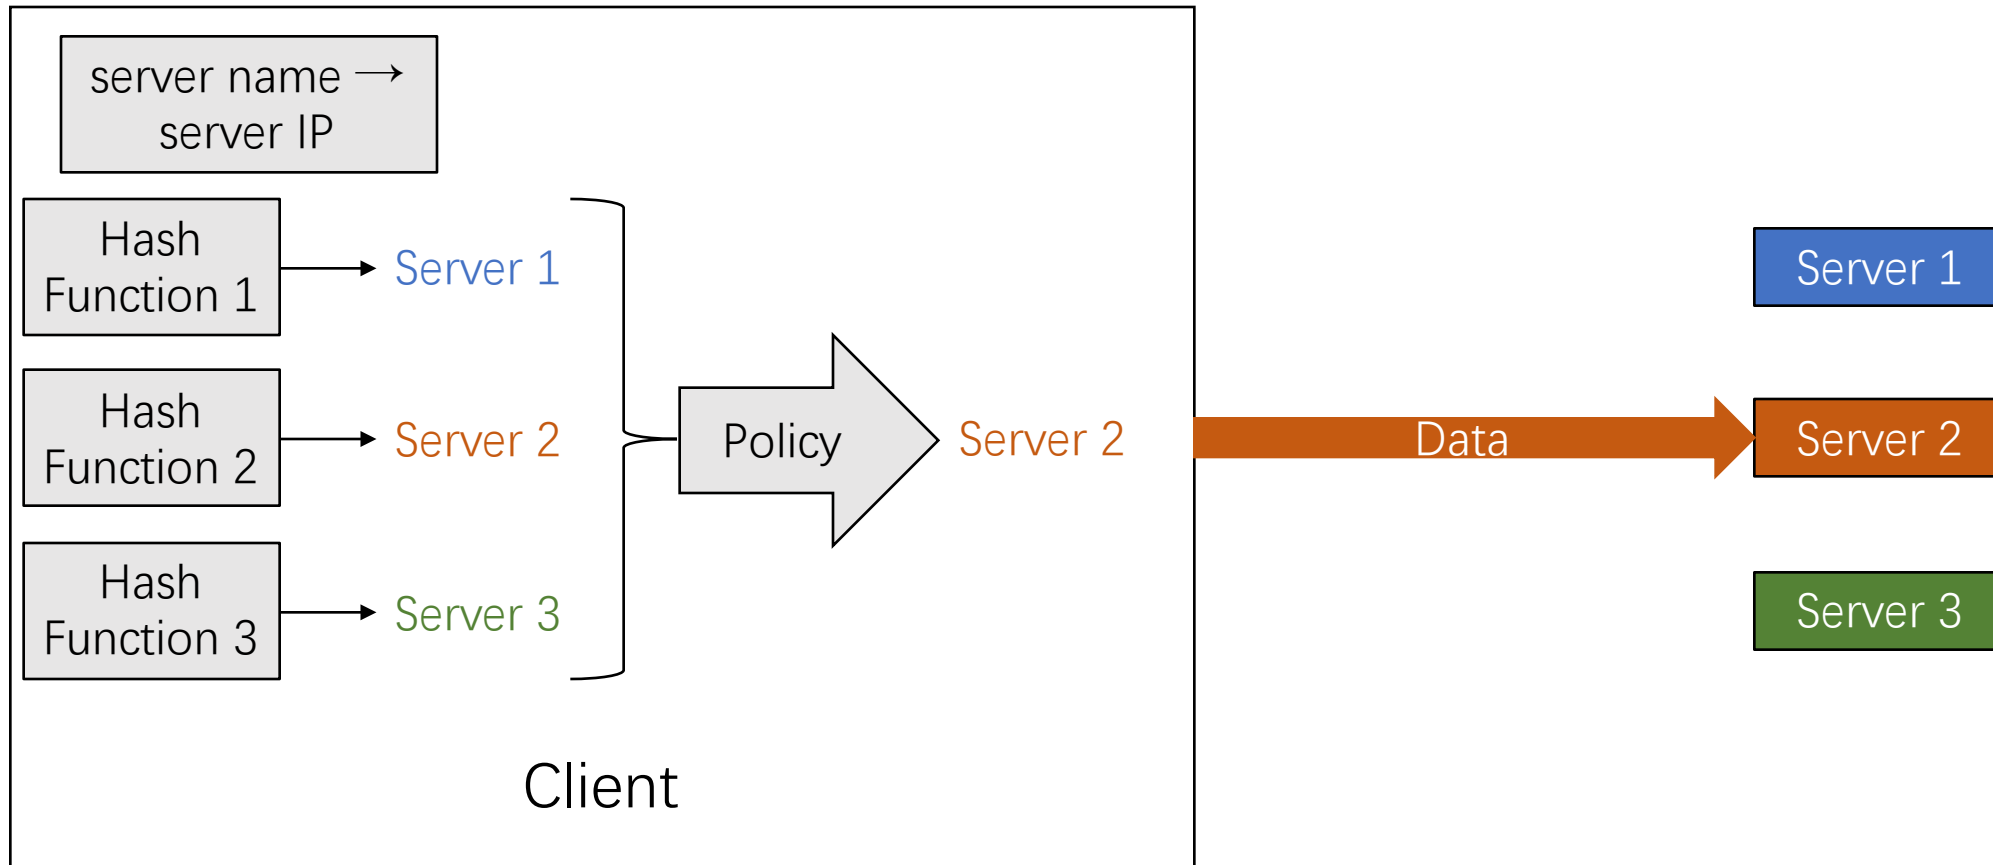 server name →
server IP
Hash
Function 1
Server 1
Server 1
Hash
Function 2
Server 2
Policy
Server 2
Data
Server 2
Hash
Function 3
Server 3
Server 3
Client